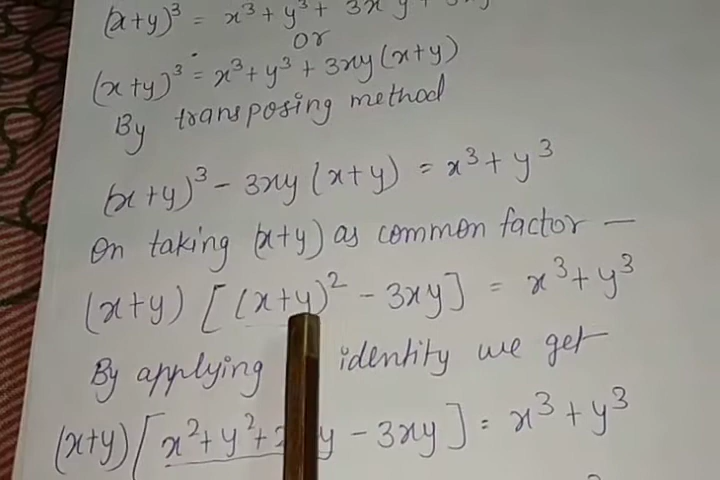 (x+y)³ = x³ + y³ + 3x y +
or
(x+y)³ = x³+y³ + 3xy(x+y)
By transposing method
(x+y)³ - 3xy (x+y) = x³ + y³
On taking (x+y) as common factor —
(x+y) [(x+y)² - 3xy] = x³ + y³
By applying identity we get
(x+y) [x²+y²+ y - 3xy] = x³ + y³